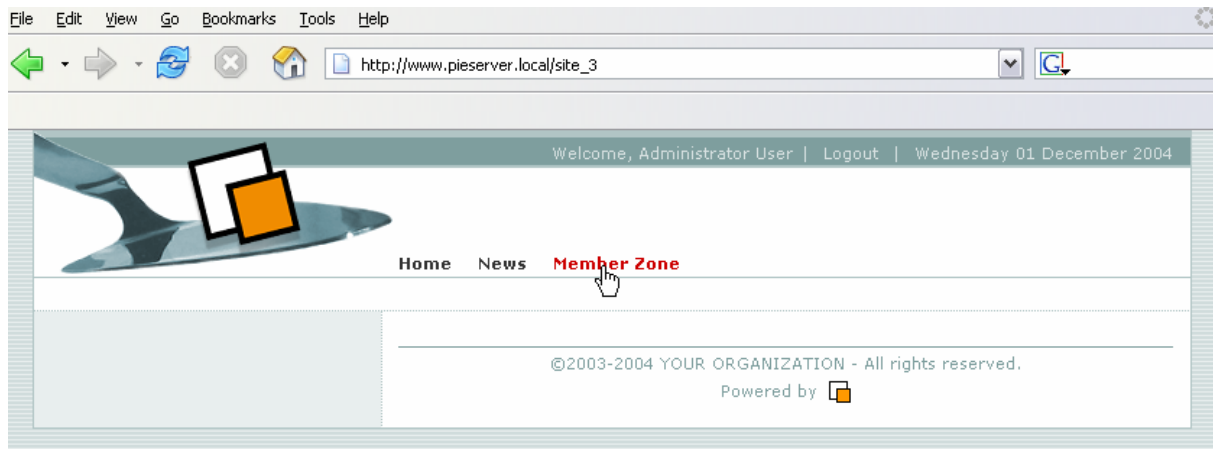 File Edit View Go Bookmarks Tools Help
http://www.pieserver.local/site_3
G
Welcome, Administrator User | Logout | Wednesday 01 December 2004
Home News Member Zone
©2003-2004 YOUR ORGANIZATION - All rights reserved.
Powered by